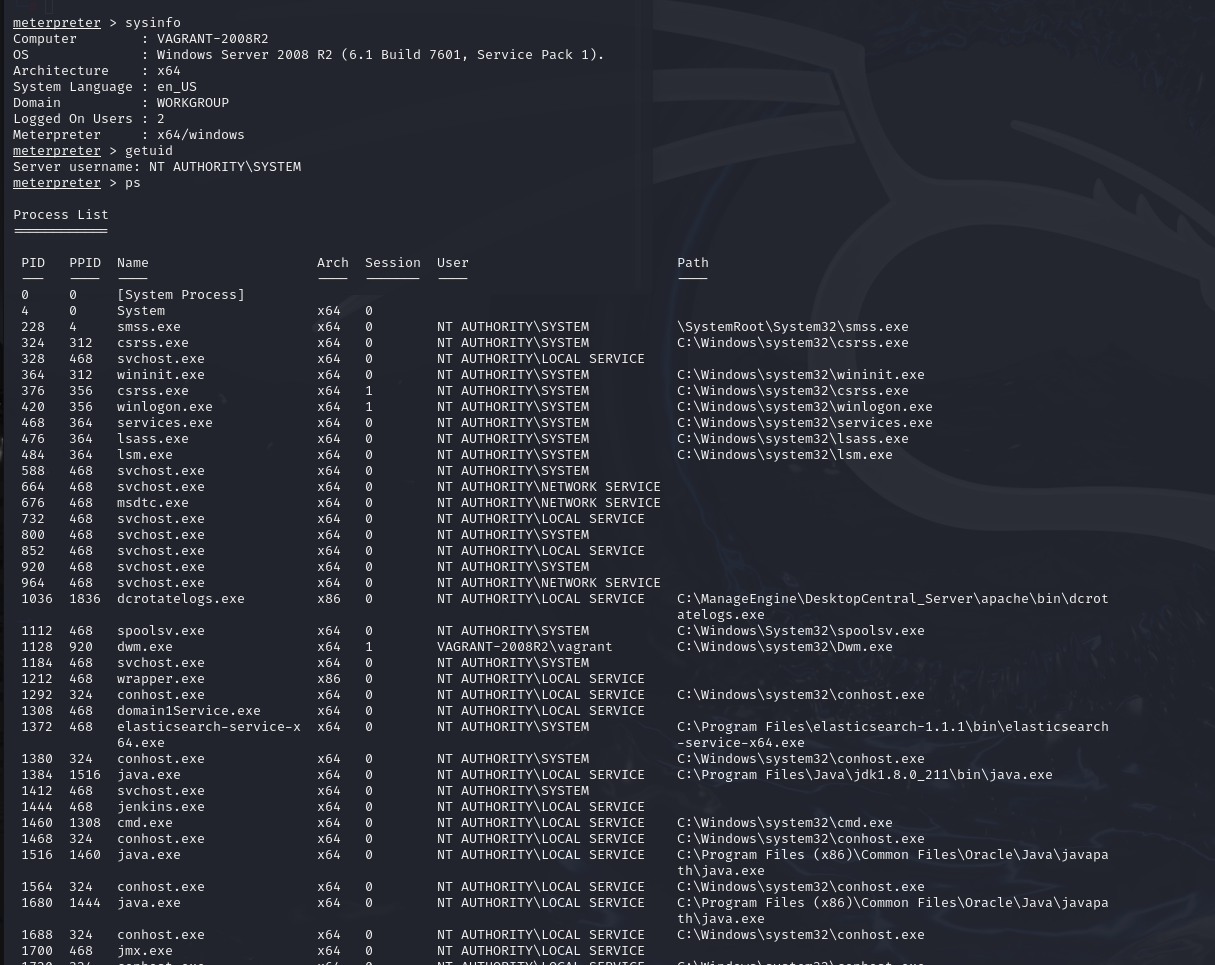 meterpreter > sysinfo
Computer        : VAGRANT-2008R2
OS              : Windows Server 2008 R2 (6.1 Build 7601, Service Pack 1).
Architecture    : x64
System Language : en_US
Domain          : WORKGROUP
Logged On Users : 2
Meterpreter     : x64/windows
meterpreter > getuid
Server username: NT AUTHORITY\SYSTEM
meterpreter > ps
Process List
============
PID   PPID  Name                     Arch  Session  User                          Path
---   ----  ----                     ----  -------  ----                          ----
0     0     [System Process]
4     0     System                   x64   0
228   4     smss.exe                 x64   0        NT AUTHORITY\SYSTEM           \SystemRoot\System32\smss.exe
324   312   csrss.exe                x64   0        NT AUTHORITY\SYSTEM           C:\Windows\system32\csrss.exe
328   468   svchost.exe              x64   0        NT AUTHORITY\LOCAL SERVICE
364   312   wininit.exe              x64   0        NT AUTHORITY\SYSTEM           C:\Windows\system32\wininit.exe
376   356   csrss.exe                x64   1        NT AUTHORITY\SYSTEM           C:\Windows\system32\csrss.exe
420   356   winlogon.exe             x64   1        NT AUTHORITY\SYSTEM           C:\Windows\system32\winlogon.exe
468   364   services.exe             x64   0        NT AUTHORITY\SYSTEM           C:\Windows\system32\services.exe
476   364   lsass.exe                x64   0        NT AUTHORITY\SYSTEM           C:\Windows\system32\lsass.exe
484   364   lsm.exe                  x64   0        NT AUTHORITY\SYSTEM           C:\Windows\system32\lsm.exe
588   468   svchost.exe              x64   0        NT AUTHORITY\SYSTEM
664   468   svchost.exe              x64   0        NT AUTHORITY\NETWORK SERVICE
676   468   msdtc.exe                x64   0        NT AUTHORITY\NETWORK SERVICE
732   468   svchost.exe              x64   0        NT AUTHORITY\LOCAL SERVICE
800   468   svchost.exe              x64   0        NT AUTHORITY\SYSTEM
852   468   svchost.exe              x64   0        NT AUTHORITY\LOCAL SERVICE
920   468   svchost.exe              x64   0        NT AUTHORITY\SYSTEM
964   468   svchost.exe              x64   0        NT AUTHORITY\NETWORK SERVICE
1036  1836  dcrotatelogs.exe         x86   0        NT AUTHORITY\LOCAL SERVICE    C:\ManageEngine\DesktopCentral_Server\apache\bin\dcrot
atelogs.exe
1112  468   spoolsv.exe              x64   0        NT AUTHORITY\SYSTEM           C:\Windows\System32\spoolsv.exe
1128  920   dwm.exe                  x64   1        VAGRANT-2008R2\vagrant        C:\Windows\system32\Dwm.exe
1184  468   svchost.exe              x64   0        NT AUTHORITY\SYSTEM
1212  468   wrapper.exe              x86   0        NT AUTHORITY\LOCAL SERVICE
1292  324   conhost.exe              x64   0        NT AUTHORITY\LOCAL SERVICE    C:\Windows\system32\conhost.exe
1308  468   domain1Service.exe       x64   0        NT AUTHORITY\LOCAL SERVICE
1372  468   elasticsearch-service-x  x64   0        NT AUTHORITY\SYSTEM           C:\Program Files\elasticsearch-1.1.1\bin\elasticsearch
64.exe                                                      -service-x64.exe
1380  324   conhost.exe              x64   0        NT AUTHORITY\SYSTEM           C:\Windows\system32\conhost.exe
1384  1516  java.exe                 x64   0        NT AUTHORITY\LOCAL SERVICE    C:\Program Files\Java\jdk1.8.0_211\bin\java.exe
1412  468   svchost.exe              x64   0        NT AUTHORITY\SYSTEM
1444  468   jenkins.exe              x64   0        NT AUTHORITY\LOCAL SERVICE
1460  1308  cmd.exe                  x64   0        NT AUTHORITY\LOCAL SERVICE    C:\Windows\system32\cmd.exe
1468  324   conhost.exe              x64   0        NT AUTHORITY\LOCAL SERVICE    C:\Windows\system32\conhost.exe
1516  1460  java.exe                 x64   0        NT AUTHORITY\LOCAL SERVICE    C:\Program Files (x86)\Common Files\Oracle\Java\javapa
th\java.exe
1564  324   conhost.exe              x64   0        NT AUTHORITY\LOCAL SERVICE    C:\Windows\system32\conhost.exe
1680  1444  java.exe                 x64   0        NT AUTHORITY\LOCAL SERVICE    C:\Program Files (x86)\Common Files\Oracle\Java\javapa
th\java.exe
1688  324   conhost.exe              x64   0        NT AUTHORITY\LOCAL SERVICE    C:\Windows\system32\conhost.exe
1700  468   jmx.exe                  x64   0        NT AUTHORITY\LOCAL SERVICE